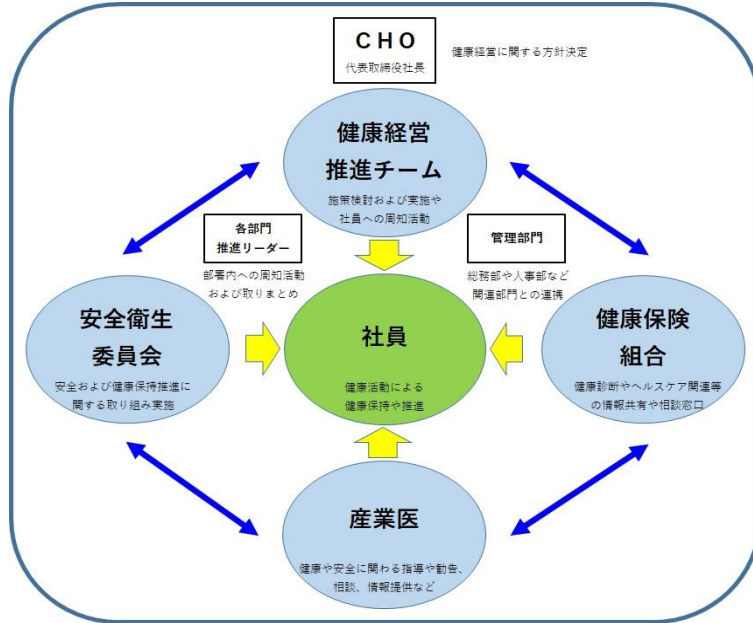 CHO
代表取締役社長
健康経営に関する方針決定
健康経営
推進チーム
施策検討および実施や
社員への周知活動
各部門
推進リーダー
部署内への周知活動
および取りまとめ
管理部門
総務部や人事部など
関連部門との連携
安全衛生
委員会
安全および健康保持推進に
関する取り組み実施
社員
健康活動による
健康保持や推進
健康保険
組合
健康診断やヘルスケア関連等
の情報共有や相談窓口
産業医
健康や安全に関わる指導や勧告、
相談、情報提供など